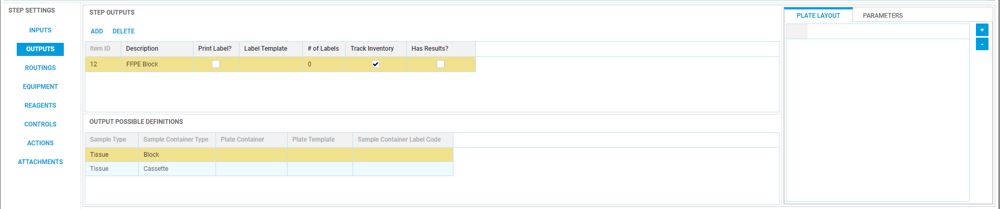 STEP SETTINGS
INPUTS
OUTPUTS
ROUTINGS
EQUIPMENT
REAGENTS
CONTROLS
ACTIONS
ATTACHMENTS
STEP OUTPUTS
ADD DELETE
Item ID Description Print Label? Label Template # of Labels Track Inventory Has Results?
12 FFPE Block 0
OUTPUT POSSIBLE DEFINITIONS
Sample Type Sample Container Type Plate Container Plate Template Sample Container Label Code
Tissue Block
Tissue Cassette
PLATE LAYOUT PARAMETERS
+
-